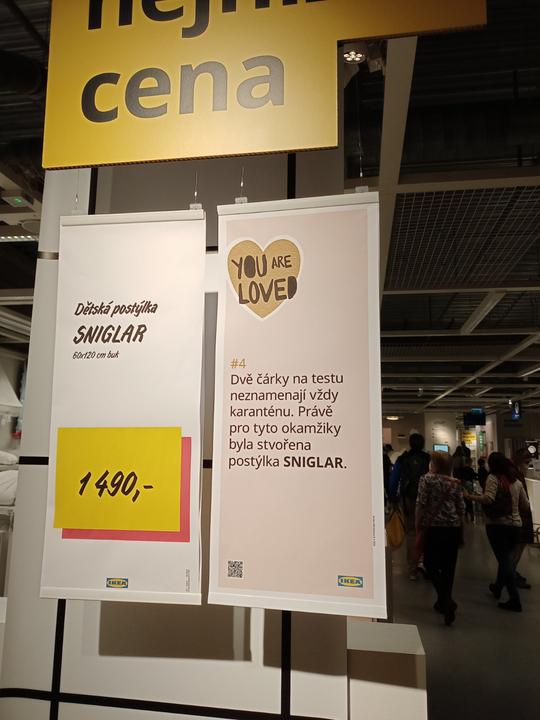 cena
Dětská postýlka
SNIGLAR
60x120 cm buk
1 490,-
IKEA
YOU ARE
LOVED
#4
Dvě čárky na testu
neznamenají vždy
karanténu. Právě
pro tyto okamžiky
byla stvořena
postýlka SNIGLAR.
IKEA